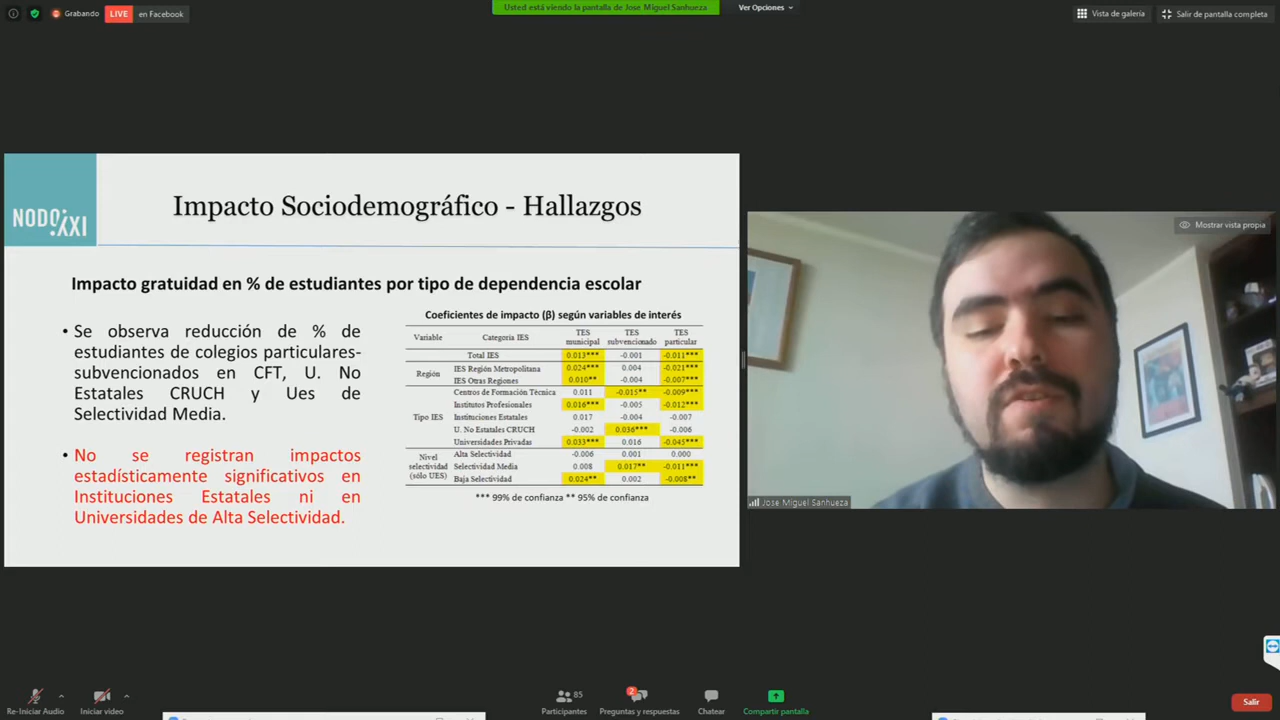 Grabando LIVE en Facebook
Usted está viendo la pantalla de Jose Miguel Sanhueza Ver Opciones
Vista de galería Salir de pantalla completa
NODO XXI
Impacto Sociodemográfico - Hallazgos
Impacto gratuidad en % de estudiantes por tipo de dependencia escolar
• Se observa reducción de % de
estudiantes de colegios particulares-
subvencionados en CFT, U. No
Estatales CRUCH y Ues de
Selectividad Media.
• No se registran impactos
estadísticamente significativos en
Instituciones Estatales ni en
Universidades de Alta Selectividad.
Coeficientes de impacto (β) según variables de interés
Variable Categoría IES TES municipal TES subvencionado TES particular
Total IES 0.013*** -0.001 -0.011***
Región IES Región Metropolitana 0.024*** 0.004 -0.021***
IES Otras Regiones 0.010** -0.004 -0.007***
Tipo IES Centros de Formación Técnica 0.011 -0.015** -0.009***
Institutos Profesionales 0.016*** -0.005 -0.012***
Instituciones Estatales 0.017 -0.004 -0.007
U. No Estatales CRUCH -0.002 0.036*** -0.006
Universidades Privadas 0.033*** 0.016 -0.045***
Nivel selectividad (sólo UES) Alta Selectividad -0.006 0.001 0.000
Selectividad Media 0.008 0.017** -0.011***
Baja Selectividad 0.024** 0.002 -0.008**
*** 99% de confianza ** 95% de confianza
Mostrar vista propia
Jose Miguel Sanhueza
Re-Iniciar Audio
Iniciar video
85
Participantes
2
Preguntas y respuestas
Chatear
Compartir pantalla
Salir